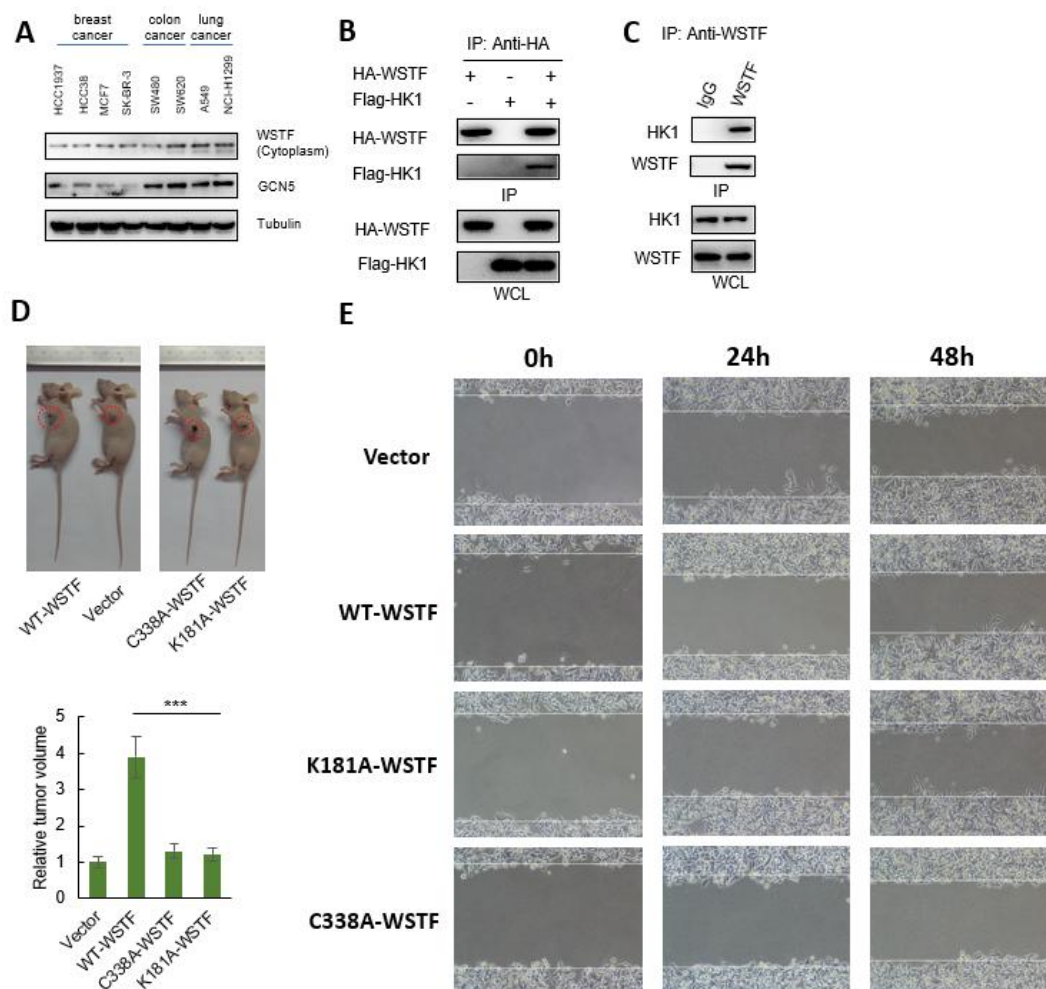 A
breast cancer
colon cancer
lung cancer
HCC1937
HCC38
MCF7
SK-BR-3
SW480
SW620
A549
NCI-H1299
WSTF
(Cytoplasm)
GCN5
Tubulin
B
IP: Anti-HA
HA-WSTF + - +
Flag-HK1 - + +
HA-WSTF
Flag-HK1
IP
HA-WSTF
Flag-HK1
WCL
C
IP: Anti-WSTF
IgG
WSTF
HK1
WSTF
IP
HK1
WSTF
WCL
D
WT-WSTF
Vector
C338A-WSTF
K181A-WSTF
***
Relative tumor volume
5
4
3
2
1
0
Vector
WT-WSTF
C338A-WSTF
K181A-WSTF
E
0h 24h 48h
Vector
WT-WSTF
K181A-WSTF
C338A-WSTF